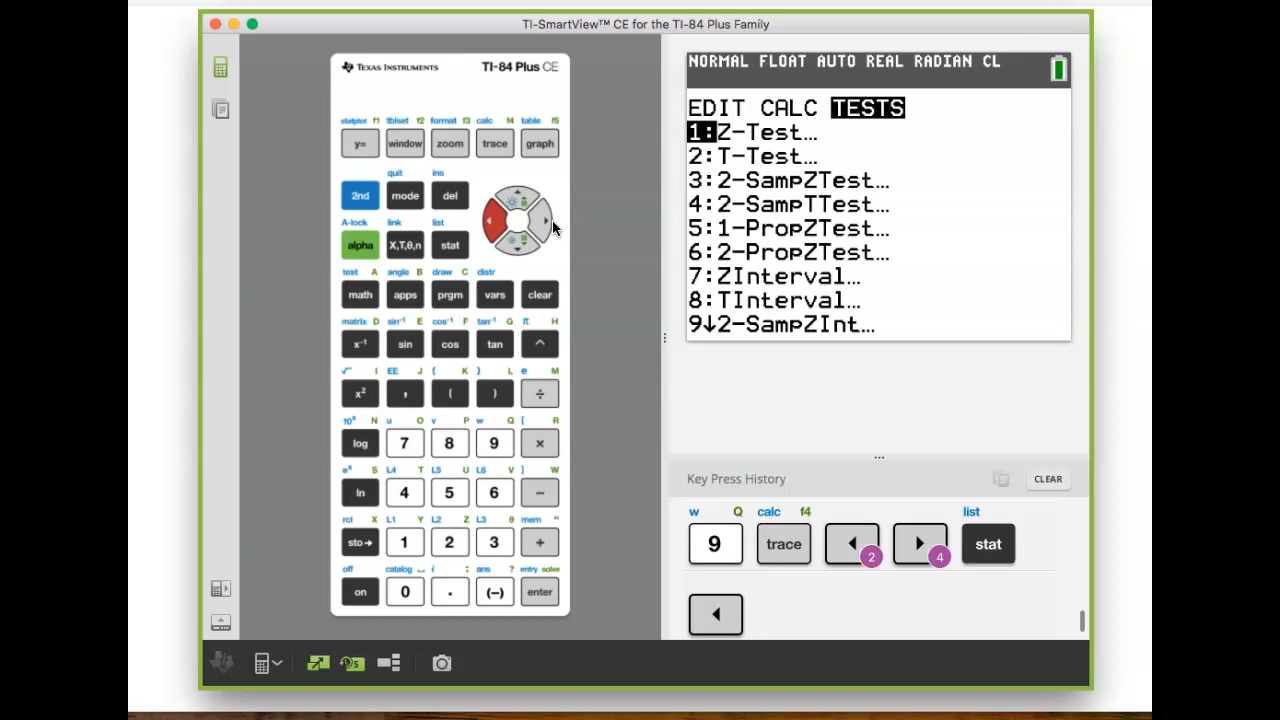 TI-SmartView™ CE for the TI-84 Plus Family
TEXAS INSTRUMENTS TI-84 Plus CE
statplot f1 tblset f2 format f3 calc f4 table f5
y= window zoom trace graph
quit ins
2nd mode del
A-lock link list
alpha X,T,θ,n stat
test A angle B draw C distr
math apps prgm vars clear
matrix D sin⁻¹ E cos⁻¹ F tan⁻¹ G π H
x⁻¹ sin cos tan ^
√ I EE J { K } L e M
x² , ( ) ÷
10ˣ N u O v P w Q [ R
log 7 8 9 ×
eˣ S L4 T L5 U L6 V ] W
ln 4 5 6 −
rcl X L1 Y L2 Z L3 θ mem "
sto→ 1 2 3 +
off catalog ⎵ i : ans ? entry solve
on 0 . (−) enter
NORMAL FLOAT AUTO REAL RADIAN CL
EDIT CALC TESTS
1:Z-Test…
2:T-Test…
3:2-SampZTest…
4:2-SampTTest…
5:1-PropZTest…
6:2-PropZTest…
7:ZInterval…
8:TInterval…
9↓2-SampZInt…
Key Press History CLEAR
w Q calc f4 list
9 trace 2 4 stat